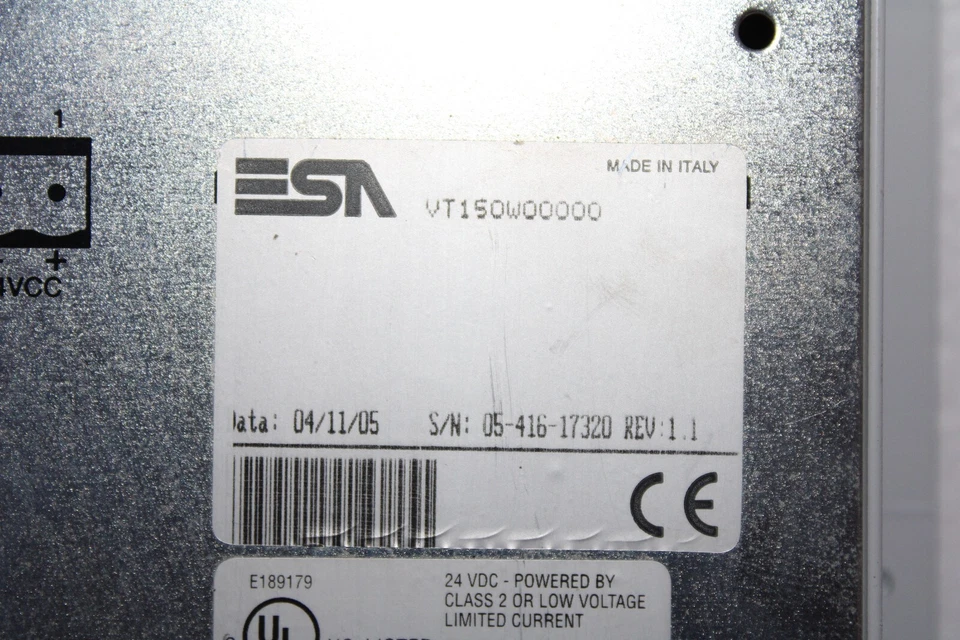 1
- +
VCC
ESA
MADE IN ITALY
VT150W00000
Data: 04/11/05 S/N: 05-416-17320 REV:1.1
CE
E189179
24 VDC - POWERED BY
CLASS 2 OR LOW VOLTAGE
LIMITED CURRENT
UL